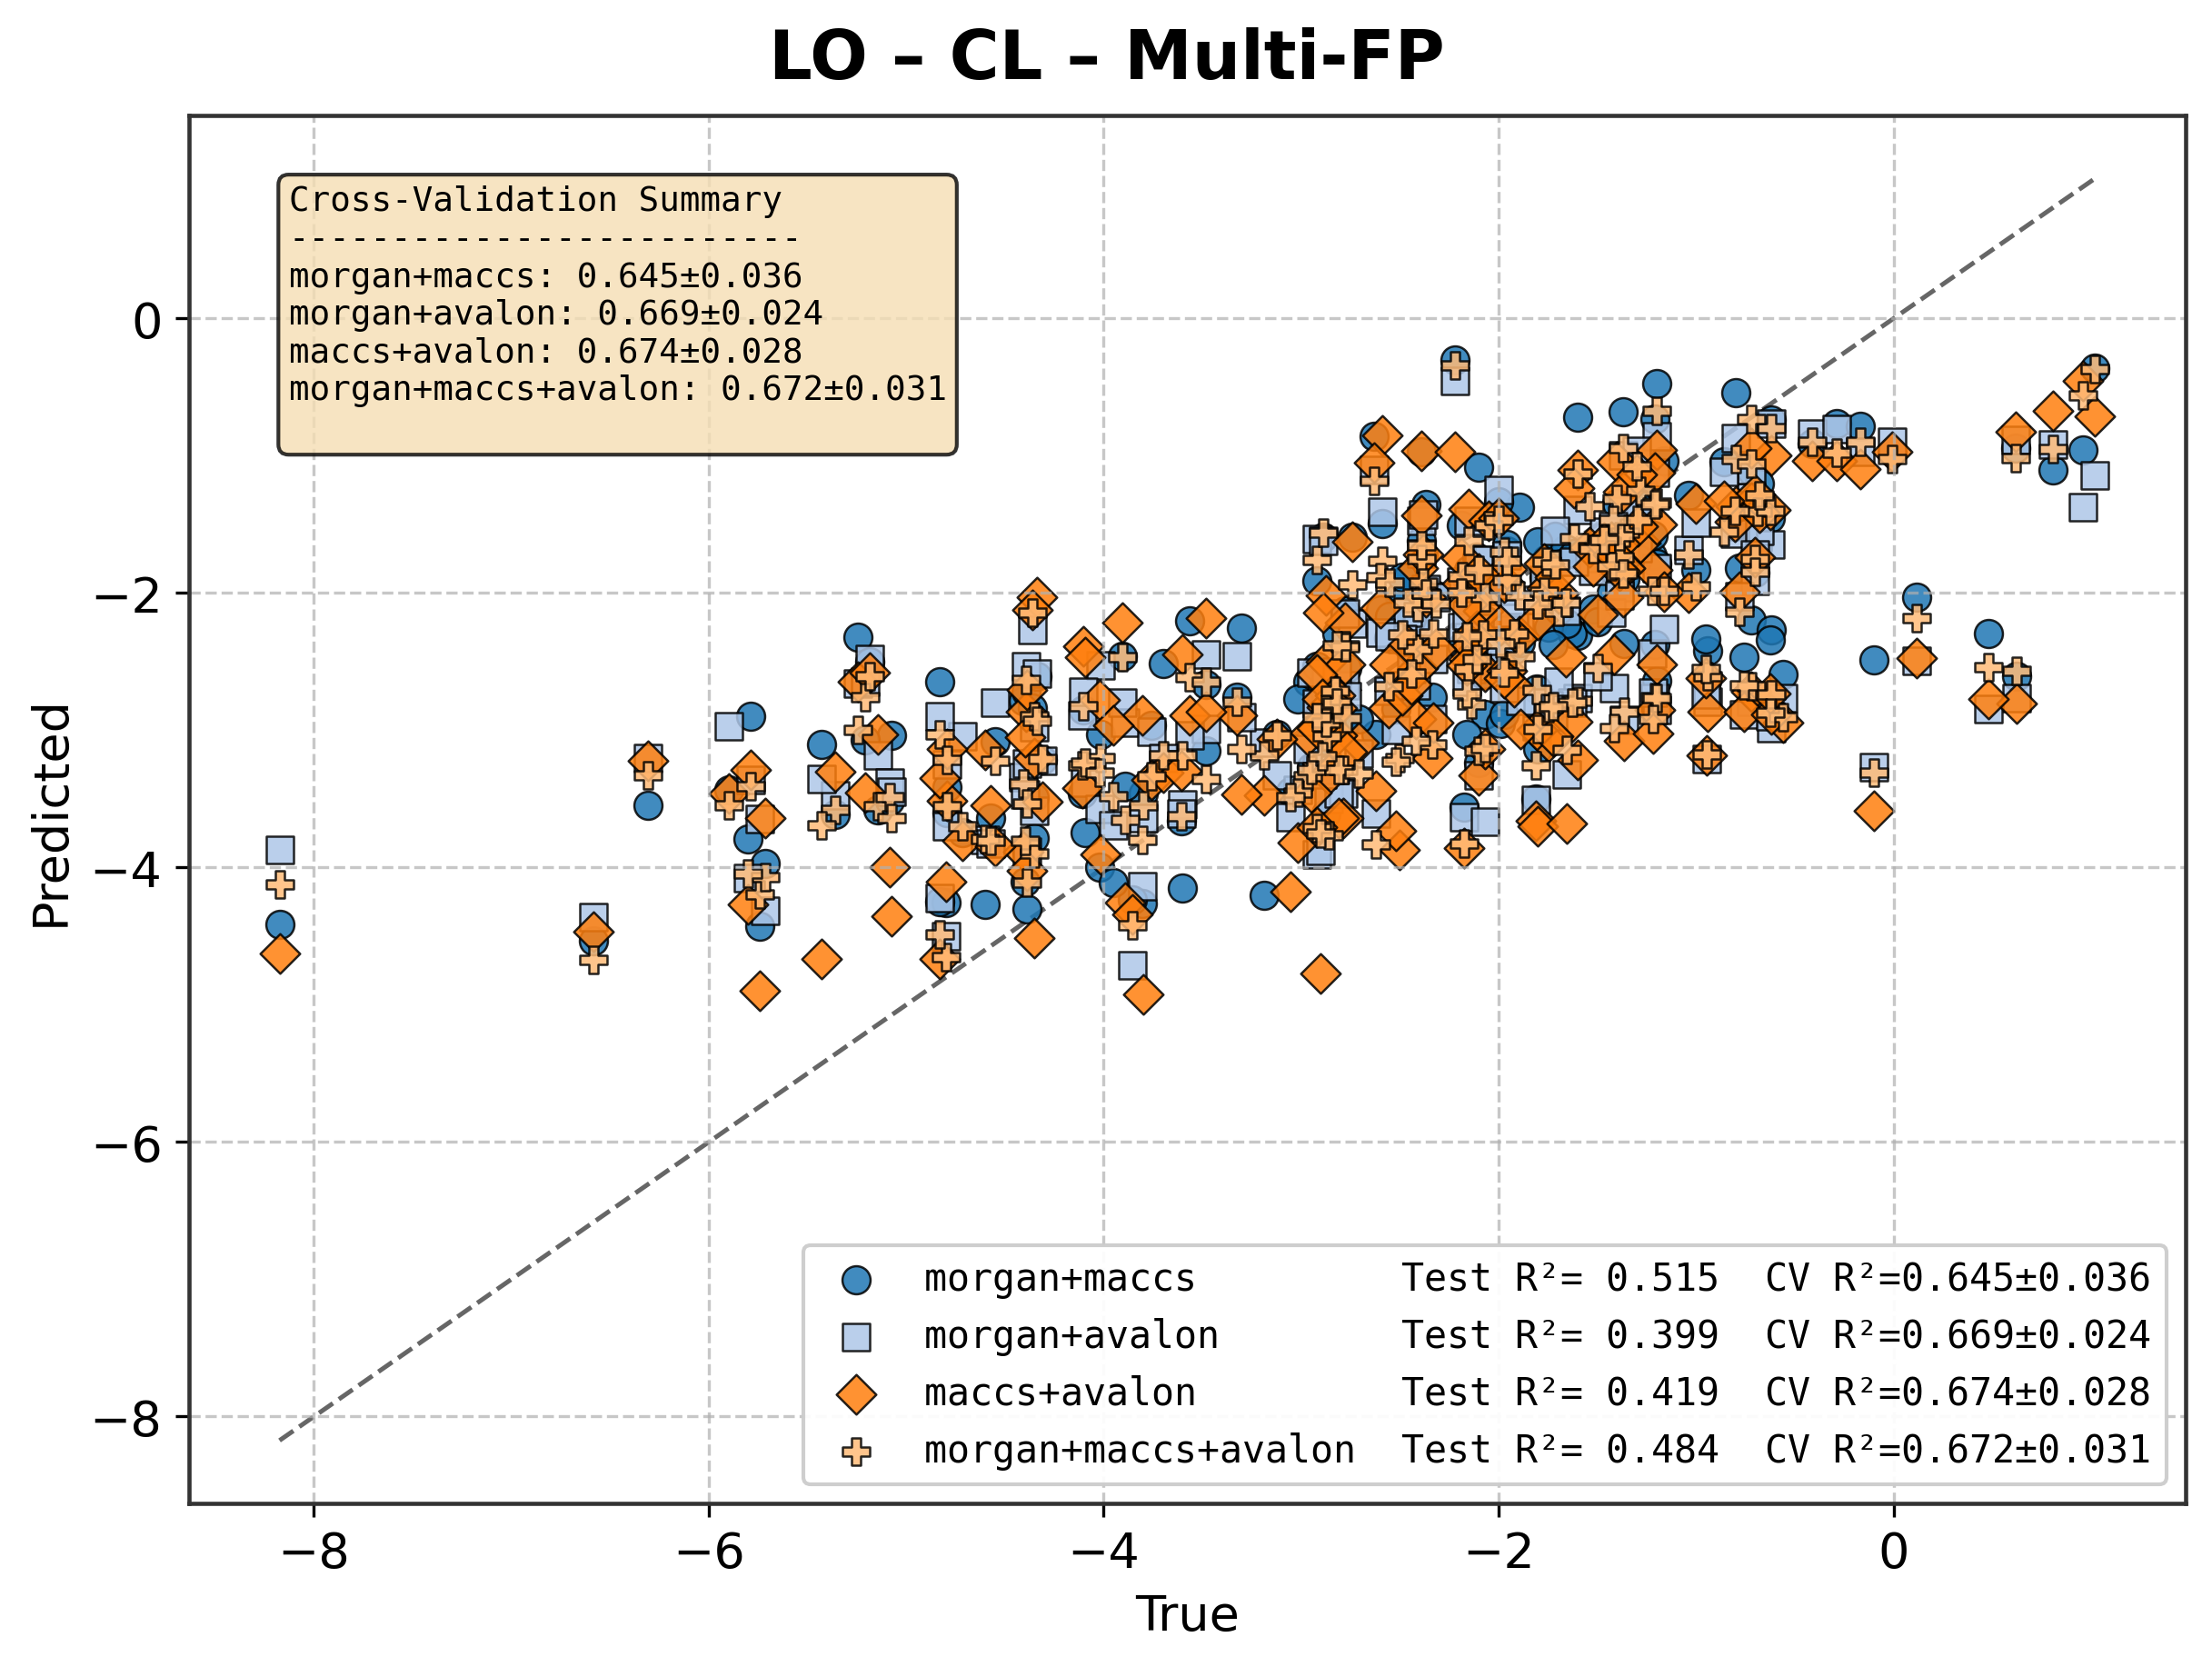 LO – CL – Multi-FP
Cross-Validation Summary
-------------------------
morgan+maccs: 0.645±0.036
morgan+avalon: 0.669±0.024
maccs+avalon: 0.674±0.028
morgan+maccs+avalon: 0.672±0.031
0
−2
−4
−6
−8
Predicted
morgan+maccs Test R²= 0.515 CV R²=0.645±0.036
morgan+avalon Test R²= 0.399 CV R²=0.669±0.024
maccs+avalon Test R²= 0.419 CV R²=0.674±0.028
morgan+maccs+avalon Test R²= 0.484 CV R²=0.672±0.031
−8 −6 −4 −2 0
True